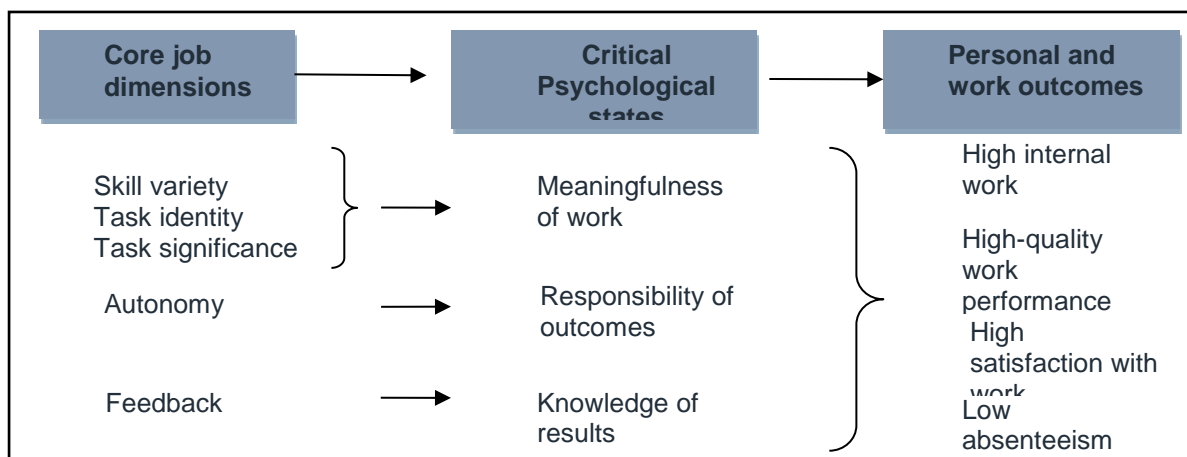 Core job
dimensions
Critical
Psychological
states
Personal and
work outcomes
Skill variety
Task identity
Task significance
Meaningfulness
of work
Autonomy
Responsibility of
outcomes
Feedback
Knowledge of
results
High internal
work
High-quality
work
performance
High
satisfaction with
work
Low
absenteeism